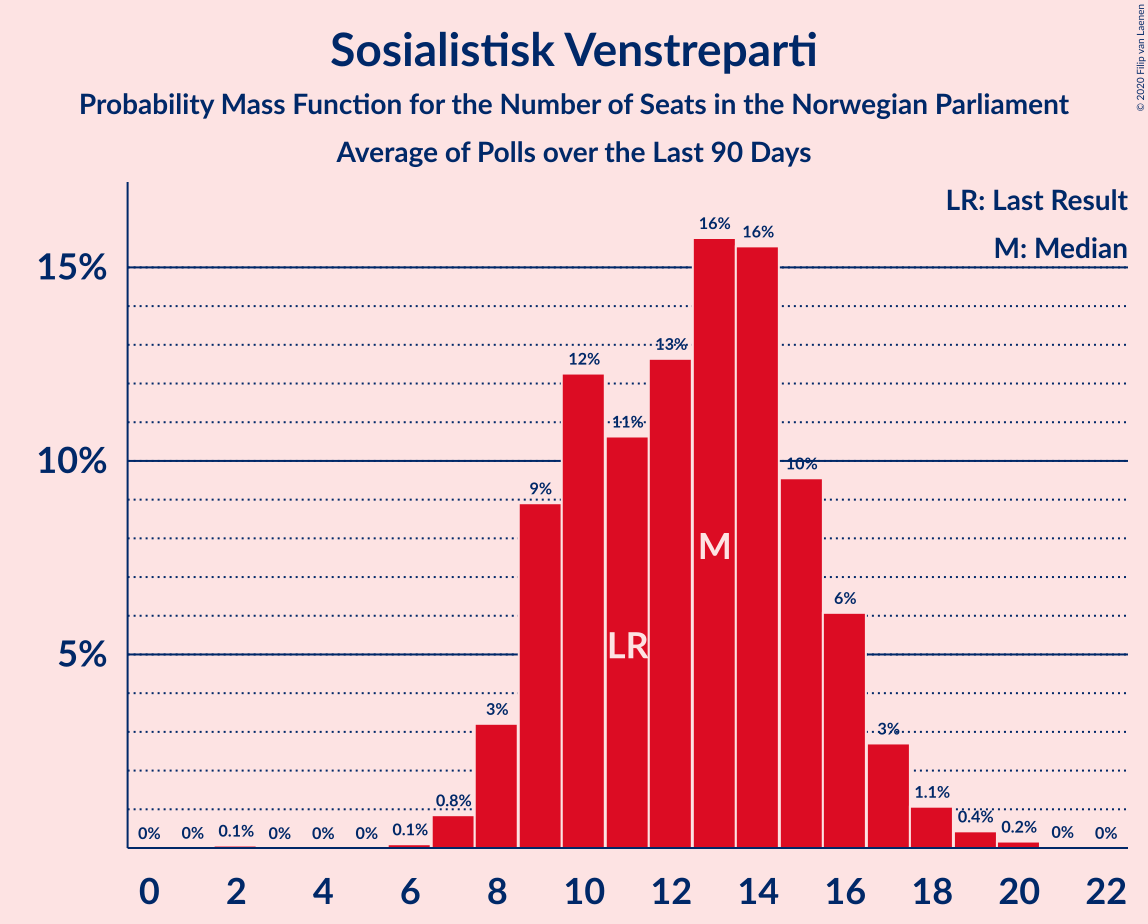 Sosialistisk Venstreparti
Probability Mass Function for the Number of Seats in the Norwegian Parliament
Average of Polls over the Last 90 Days
© 2020 Filip van Laenen
LR: Last Result
M: Median
15%
10%
5%
0%
0%
0.1%
0%
0%
0%
0.1%
0.8%
3%
9%
12%
11%
13%
16%
16%
10%
6%
3%
1.1%
0.4%
0.2%
0%
0%
M
LR
0 2 4 6 8 10 12 14 16 18 20 22